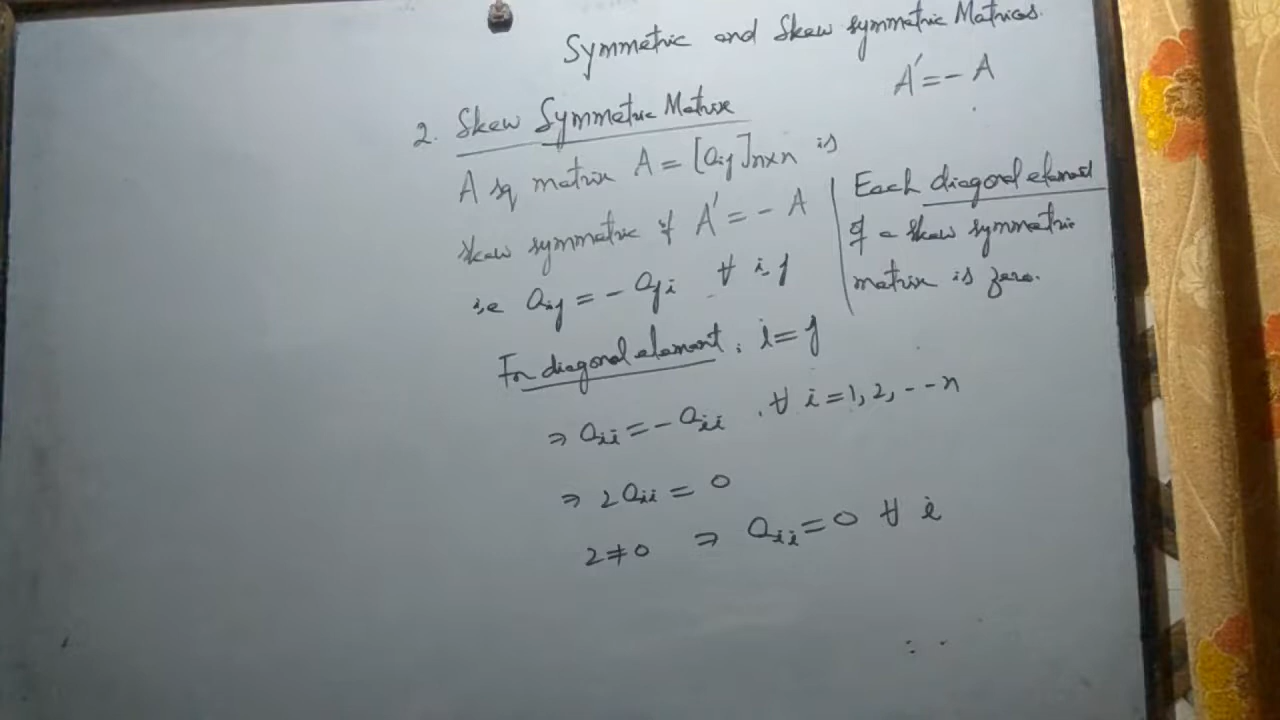 Symmetric and Skew symmetric Matrices.
A' = - A
2. Skew Symmetric Matrix
A sq matrix A = [aij]n×n is
skew symmetric if A' = - A
ie aij = - aji ∀ i, j
Each diagonal element
of a skew symmetric
matrix is zero.
For diagonal element, i = j
⇒ aii = - aii , ∀ i = 1, 2, - - n
⇒ 2aii = 0
2 ≠ 0 ⇒ aii = 0 ∀ i